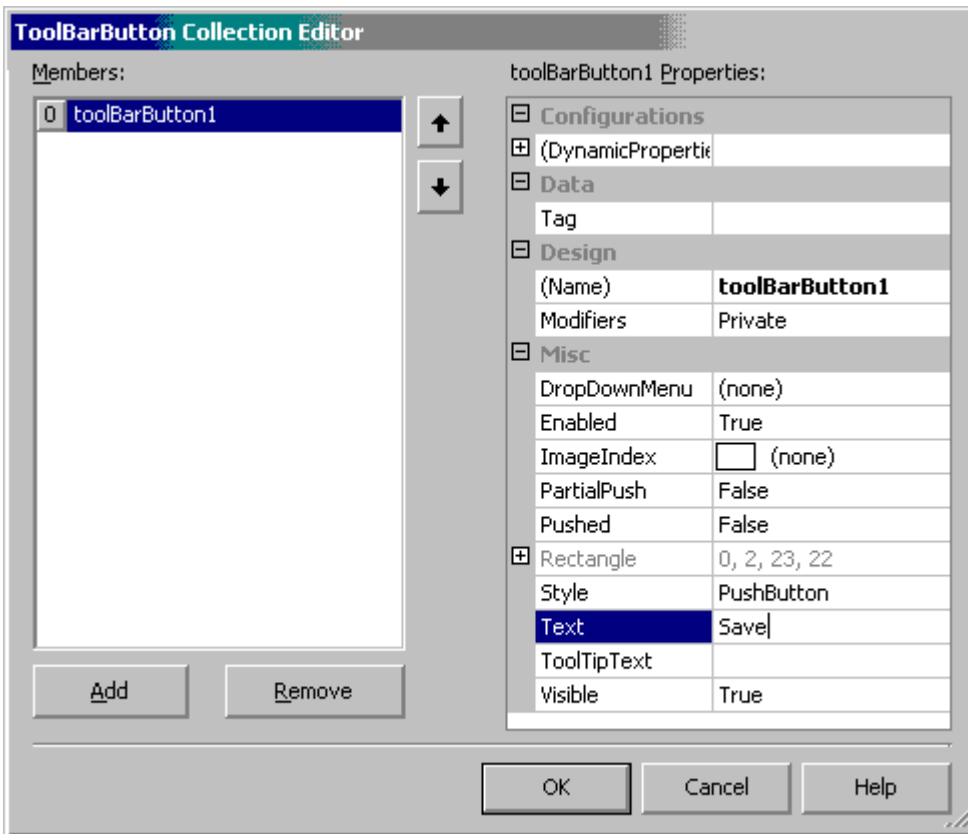 ToolBarButton Collection Editor
Members:
toolBarButton1 Properties:
0 toolBarButton1
Configurations
(DynamicPropertie
Data
Tag
Design
(Name) toolBarButton1
Modifiers Private
Misc
DropDownMenu (none)
Enabled True
ImageIndex (none)
PartialPush False
Pushed False
Rectangle 0, 2, 23, 22
Style PushButton
Text Save
ToolTipText
Visible True
Add Remove
OK Cancel Help